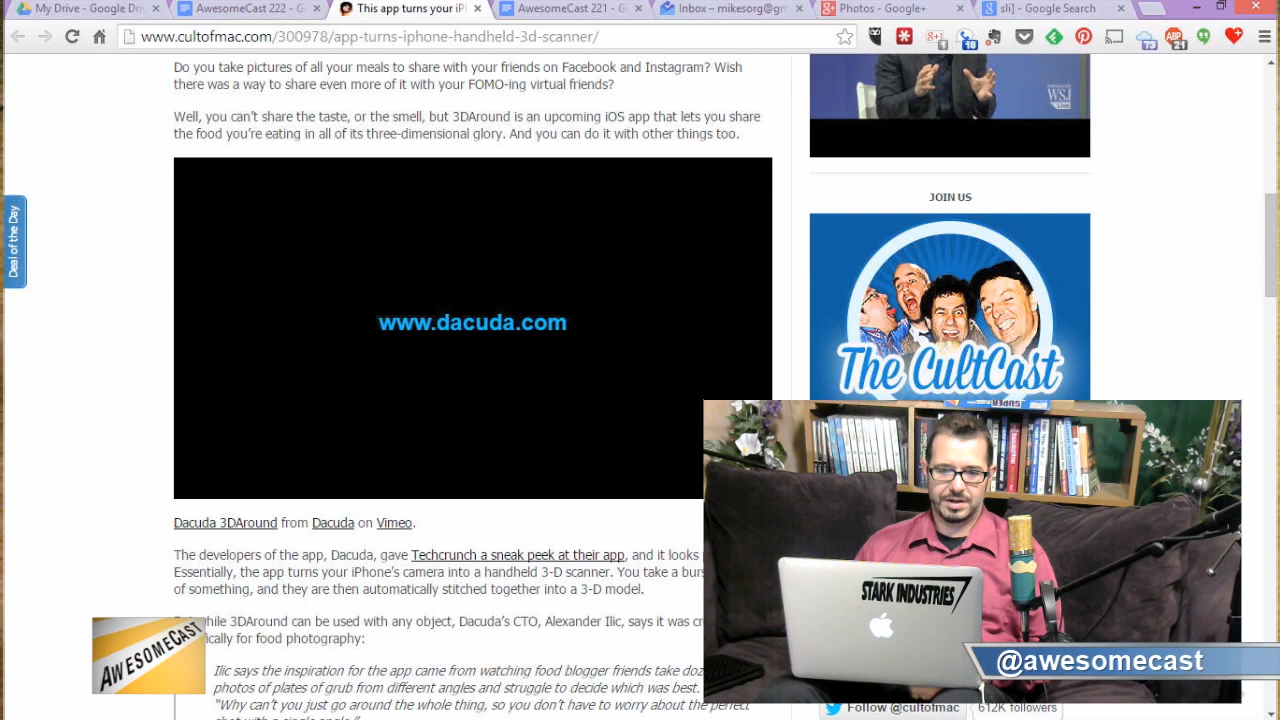 My Drive - Google Dri
AwesomeCast 222 - G
This app turns your iPh
AwesomeCast 221 - G
Inbox – mikesorg@gm
Photos - Google+
sli] - Google Search
www.cultofmac.com/300978/app-turns-iphone-handheld-3d-scanner/
1
18
73
21
Do you take pictures of all your meals to share with your friends on Facebook and Instagram? Wish
there was a way to share even more of it with your FOMO-ing virtual friends?
Well, you can't share the taste, or the smell, but 3DAround is an upcoming iOS app that lets you share
the food you're eating in all of its three-dimensional glory. And you can do it with other things too.
www.dacuda.com
Dacuda 3DAround from Dacuda on Vimeo.
The developers of the app, Dacuda, gave Techcrunch a sneak peek at their app, and it looks
Essentially, the app turns your iPhone's camera into a handheld 3-D scanner. You take a burs
of something, and they are then automatically stitched together into a 3-D model.
hile 3DAround can be used with any object, Dacuda's CTO, Alexander Ilic, says it was cr
ically for food photography:
Ilic says the inspiration for the app came from watching food blogger friends take doz
photos of plates of grub from different angles and struggle to decide which was best.
"Why can't you just go around the whole thing, so you don't have to worry about the perfect
Deal of the Day
WSJ
Live
JOIN US
The CultCast
STARK INDUSTRIES
AWESOMECAST
@awesomecast
Follow @cultofmac
612K followers